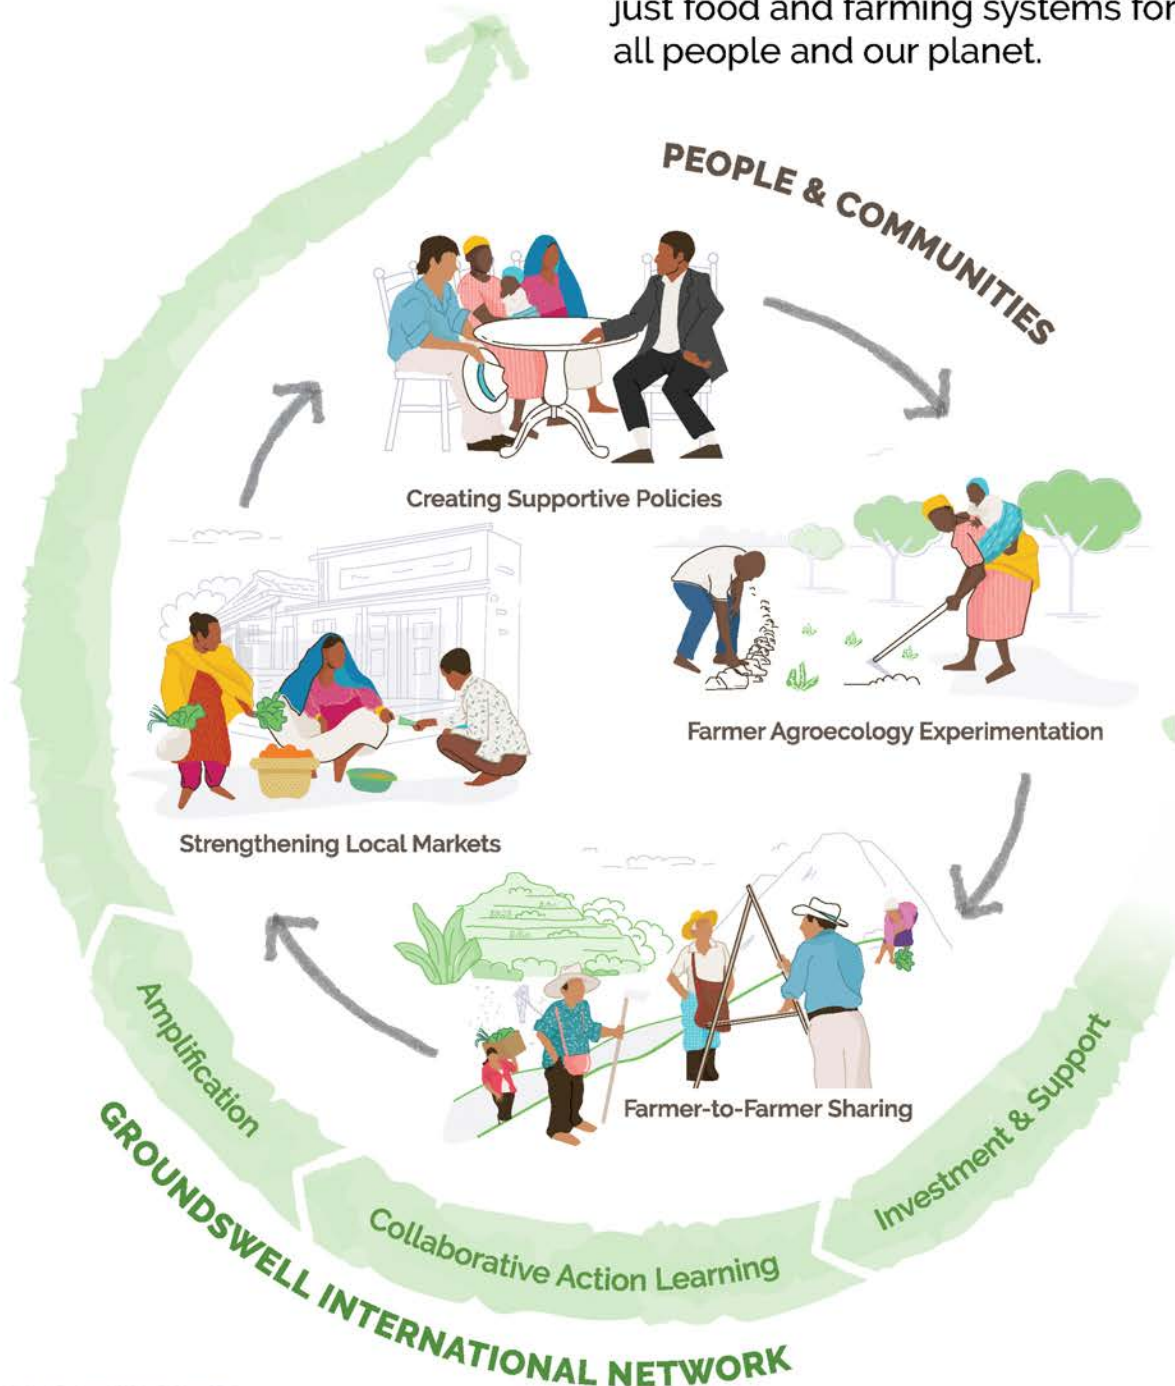 just food and farming systems for
all people and our planet.
PEOPLE & COMMUNITIES
Creating Supportive Policies
Farmer Agroecology Experimentation
Strengthening Local Markets
Farmer-to-Farmer Sharing
Amplification
Collaborative Action Learning
Investment & Support
GROUNDSWELL INTERNATIONAL NETWORK